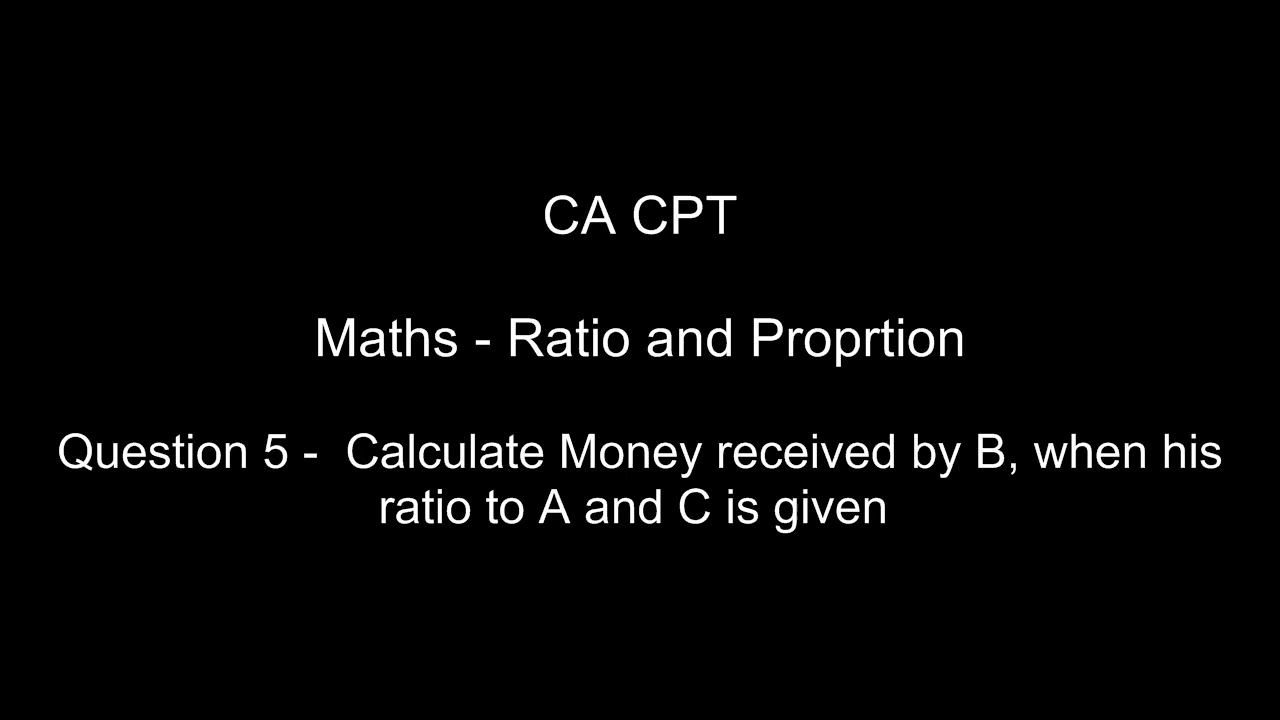 CA CPT
Maths - Ratio and Proprtion
Question 5 -  Calculate Money received by B, when his
ratio to A and C is given